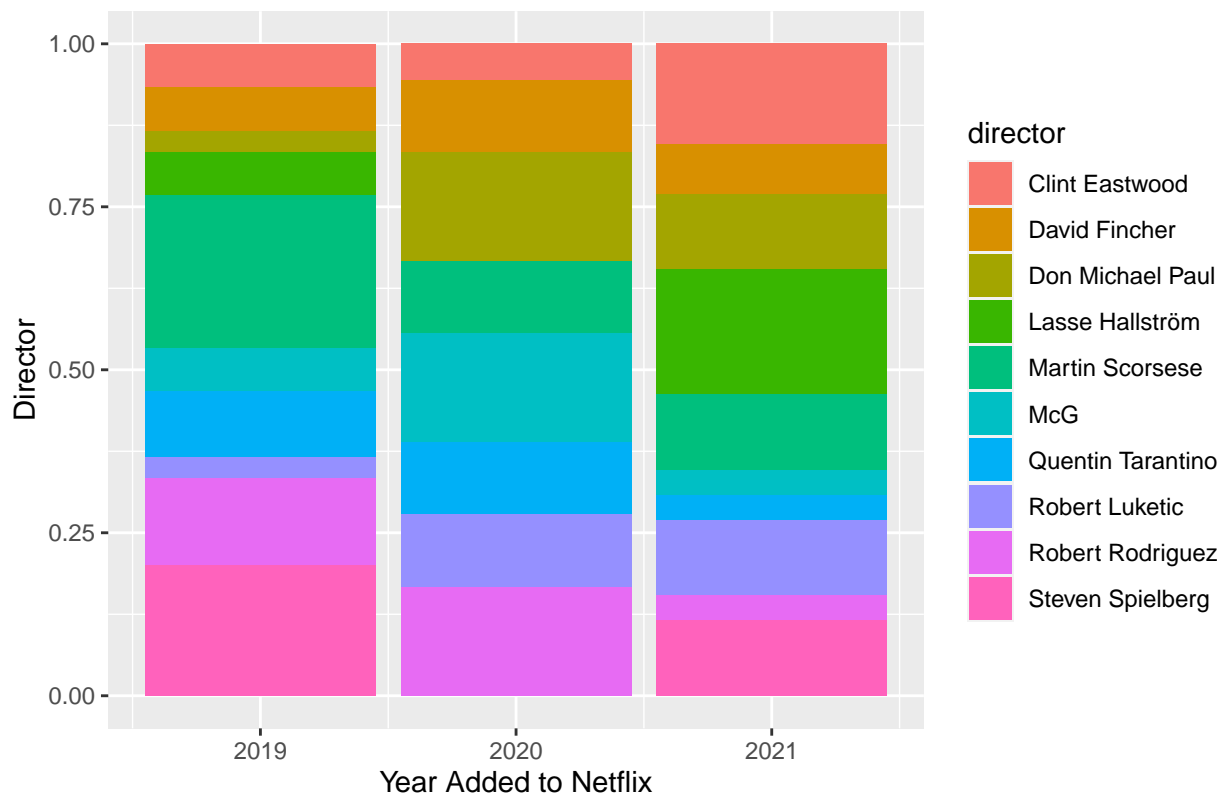 1.00
0.75
0.50
0.25
0.00
Director
2019
2020
2021
Year Added to Netflix
director
Clint Eastwood
David Fincher
Don Michael Paul
Lasse Hallström
Martin Scorsese
McG
Quentin Tarantino
Robert Luketic
Robert Rodriguez
Steven Spielberg